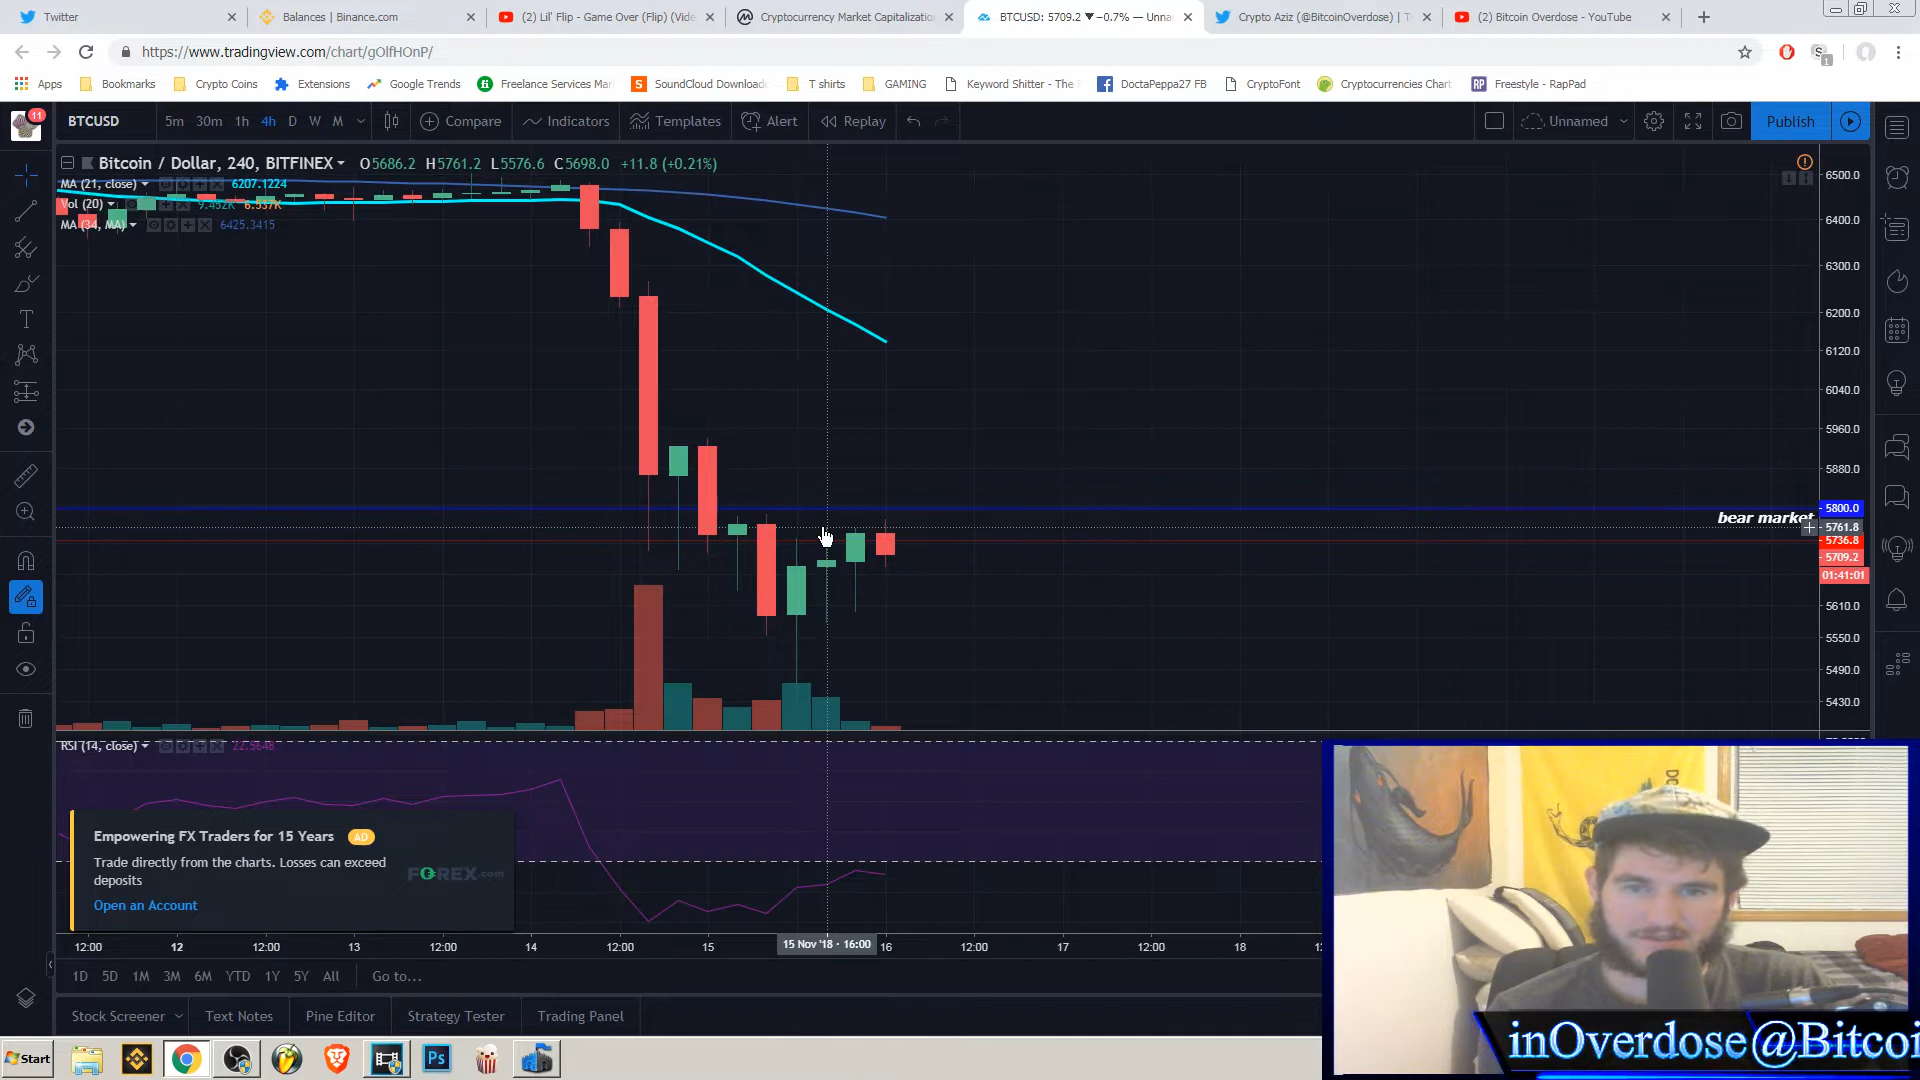 Twitter
Balances | Binance.com
(2) Lil' Flip - Game Over (Flip) (Vide
Cryptocurrency Market Capitalizatio
BTCUSD: 5709.2 ▼ −0.7% — Unna
Crypto Aziz (@BitcoinOverdose) | T
(2) Bitcoin Overdose - YouTube
https://www.tradingview.com/chart/gOlfHOnP/
Apps
Bookmarks
Crypto Coins
Extensions
Google Trends
Freelance Services Mar
SoundCloud Download
T shirts
GAMING
Keyword Shitter - The
DoctaPeppa27 FB
CryptoFont
Cryptocurrencies Chart
Freestyle - RapPad
11
BTCUSD
5m 30m 1h 4h D W M
Compare
Indicators
Templates
Alert
Replay
Unnamed
Publish
Bitcoin / Dollar, 240, BITFINEX
O5686.2 H5761.2 L5576.6 C5698.0 +11.8 (+0.21%)
MA (21, close) 6207.1224
Vol (20) 9.452K 6.537K
MA (34, MA) 6425.3415
6500.0
6400.0
6300.0
6200.0
6120.0
6040.0
5960.0
5880.0
5800.0
bear market
5761.8
5736.8
5709.2
01:41:01
5610.0
5550.0
5490.0
5430.0
RSI (14, close) 22.5648
Empowering FX Traders for 15 Years AD
Trade directly from the charts. Losses can exceed
deposits
FOREX.com
Open an Account
12:00 12 12:00 13 12:00 14 12:00 15 15 Nov '18 - 16:00 16 12:00 17 12:00 18
1D 5D 1M 3M 6M YTD 1Y 5Y All Go to...
Stock Screener
Text Notes
Pine Editor
Strategy Tester
Trading Panel
inOverdose @Bitcoi
Start
Ps